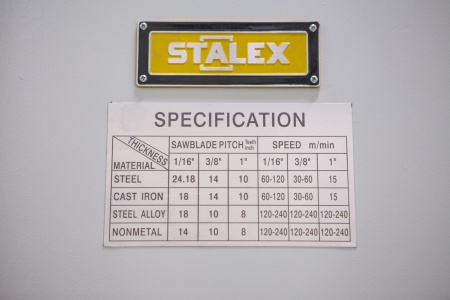 STALEX
SPECIFICATION
THICKNESS SAWBLADE PITCH Teeth inch SPEED m/min
MATERIAL 1/16" 3/8" 1" 1/16" 3/8" 1"
STEEL 24.18 14 10 60-120 30-60 15
CAST IRON 18 14 10 60-120 30-60 15
STEEL ALLOY 18 10 8 120-240 120-240 120-240
NONMETAL 14 10 8 120-240 120-240 120-240